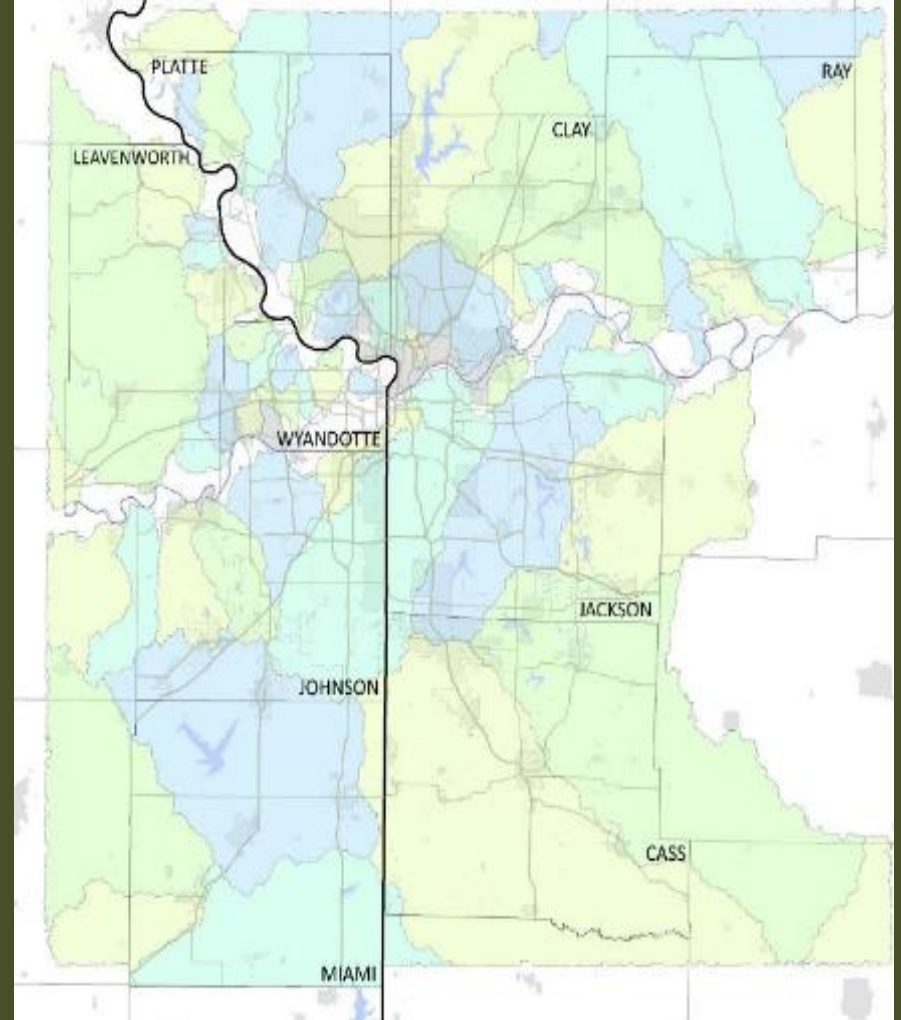 PLATTE
RAY
CLAY
LEAVENWORTH
WYANDOTTE
JACKSON
JOHNSON
CASS
MIAMI